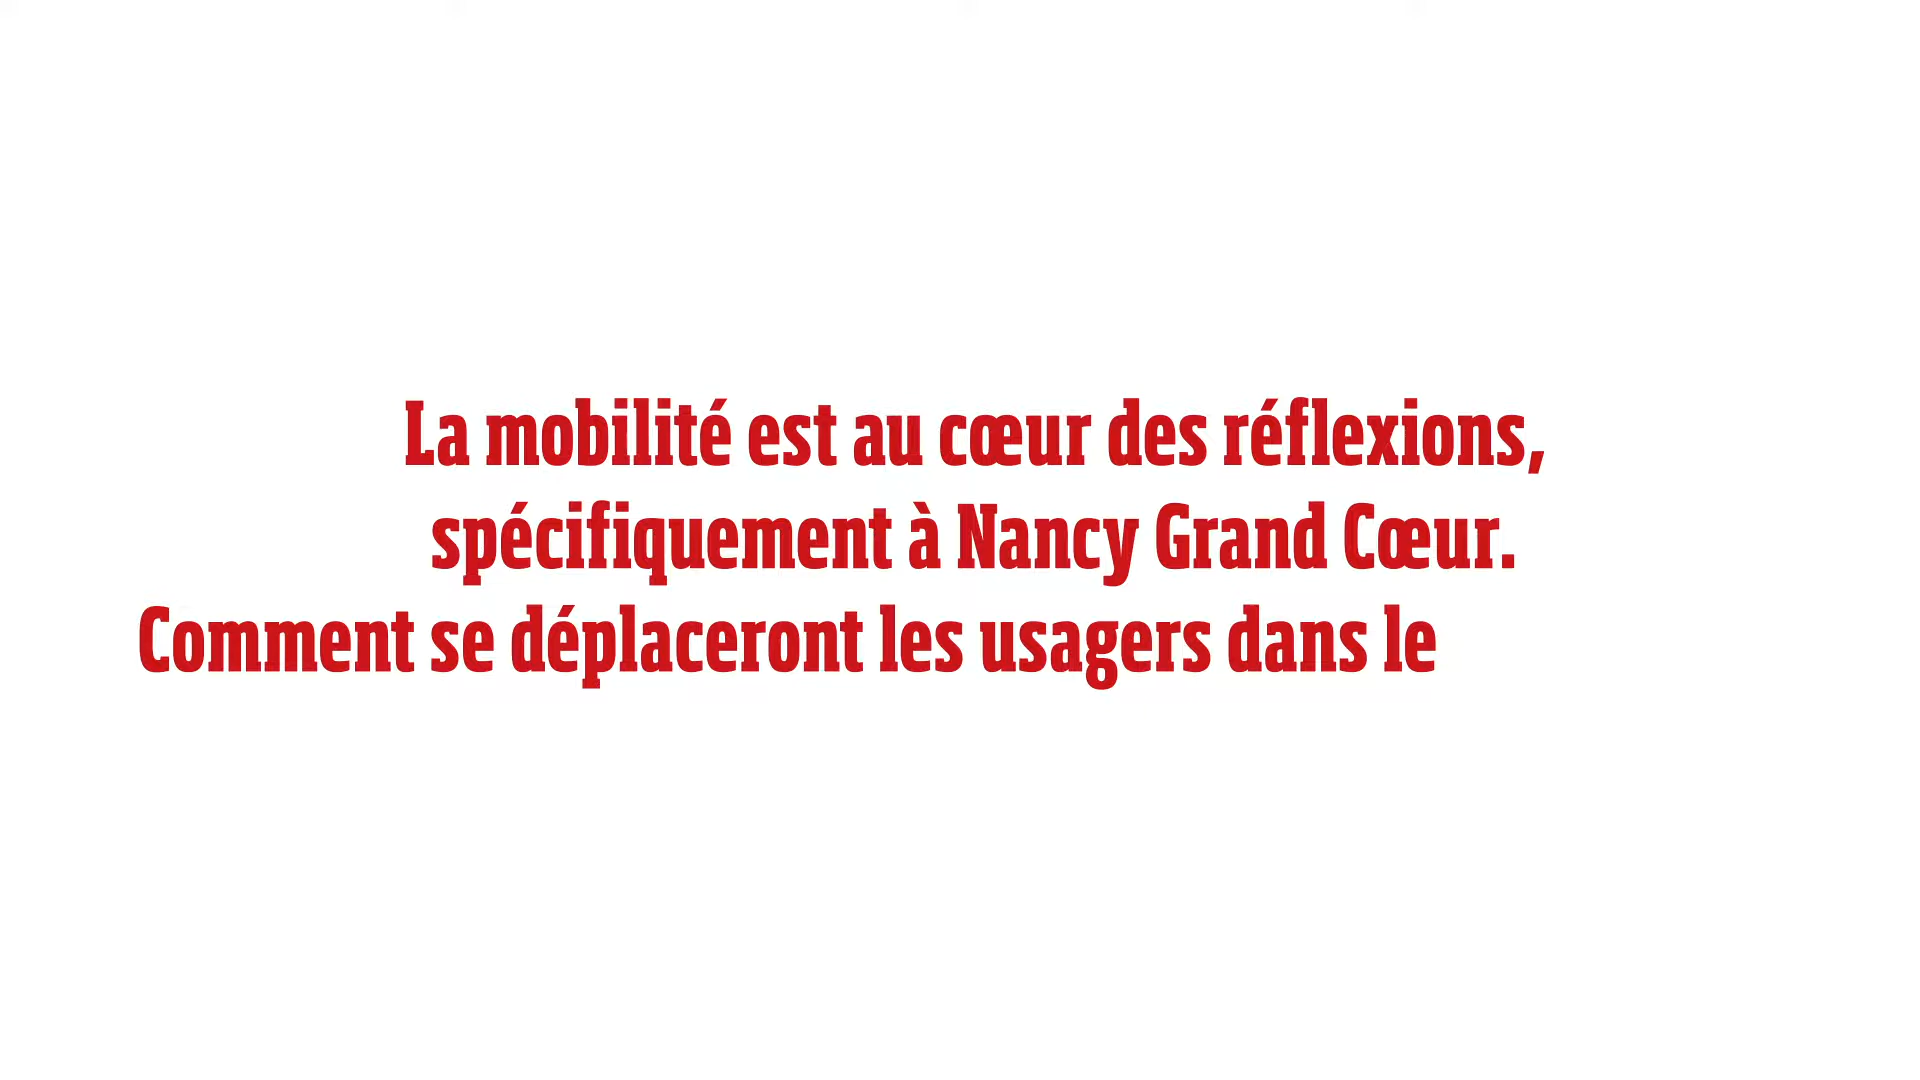 La mobilité est au cœur des réflexions,
spécifiquement à Nancy Grand Cœur.
Comment se déplaceront les usagers dans le